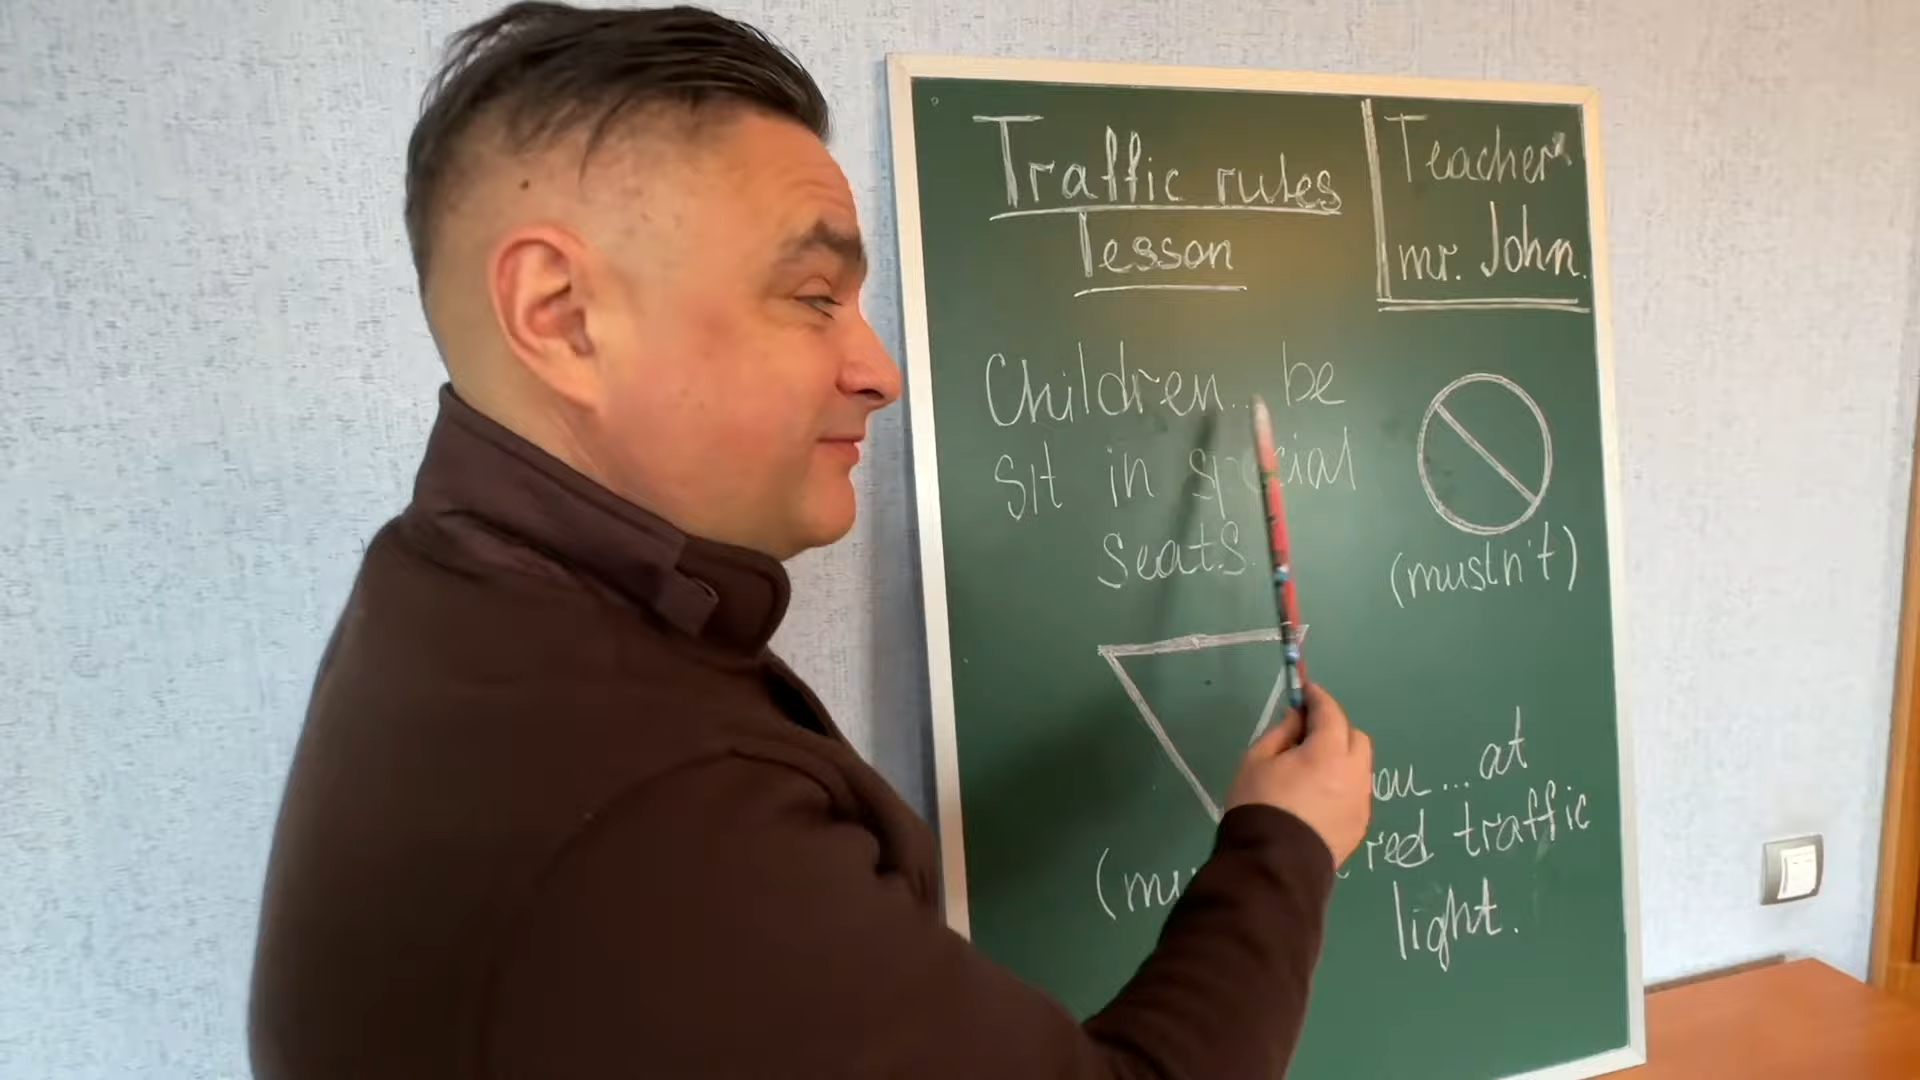 Traffic rules
lesson
Teacher
mr. John.
Children... be
sit in special
seats.
(mustn't)
at
red traffic
light.